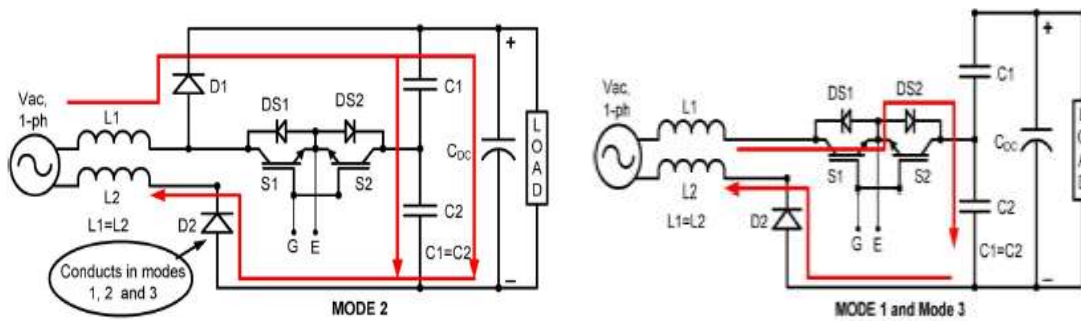 Vac,
1-ph
L1
L2
L1=L2
D1
D2
DS1
DS2
S1
S2
G
E
C1
C2
C1=C2
CDC
+
−
LOAD
Conducts in modes
1, 2 and 3
MODE 2
Vac,
1-ph
L1
L2
L1=L2
D2
DS1
DS2
S1
S2
G
E
C1
C2
C1=C2
CDC
+
−
MODE 1 and Mode 3